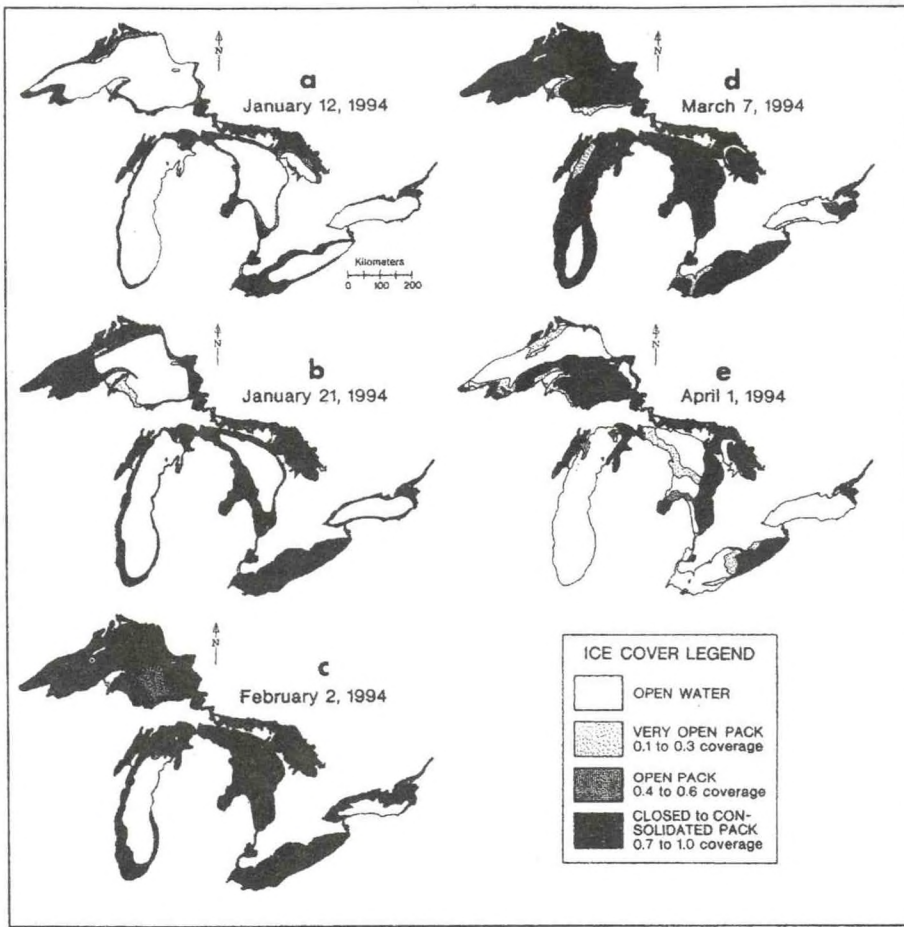 N
a
January 12, 1994
Kilometers
0 100 200
N
b
January 21, 1994
N
c
February 2, 1994
N
d
March 7, 1994
N
e
April 1, 1994
ICE COVER LEGEND
OPEN WATER
VERY OPEN PACK
0.1 to 0.3 coverage
OPEN PACK
0.4 to 0.6 coverage
CLOSED to CON-
SOLIDATED PACK
0.7 to 1.0 coverage